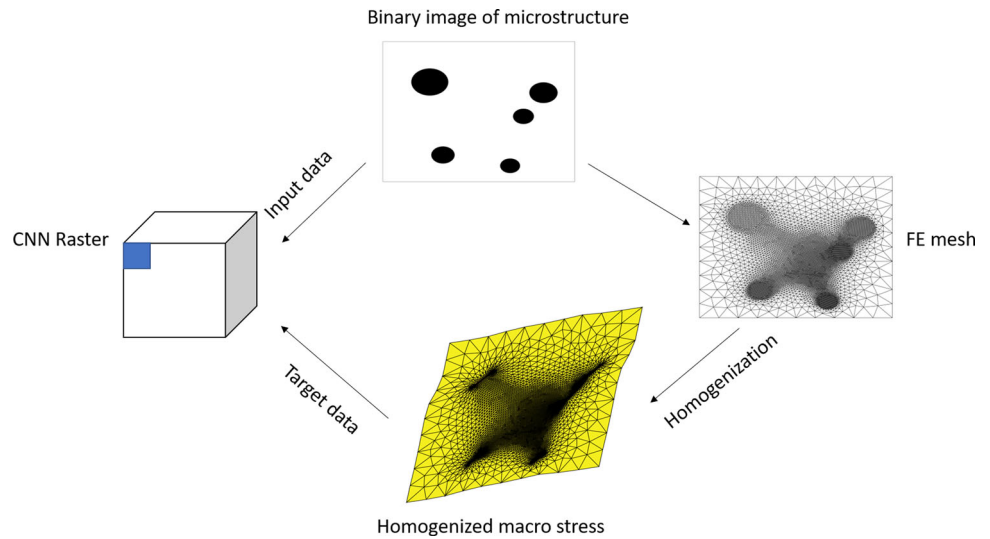 Binary image of microstructure
Input data
CNN Raster
FE mesh
Homogenization
Target data
Homogenized macro stress